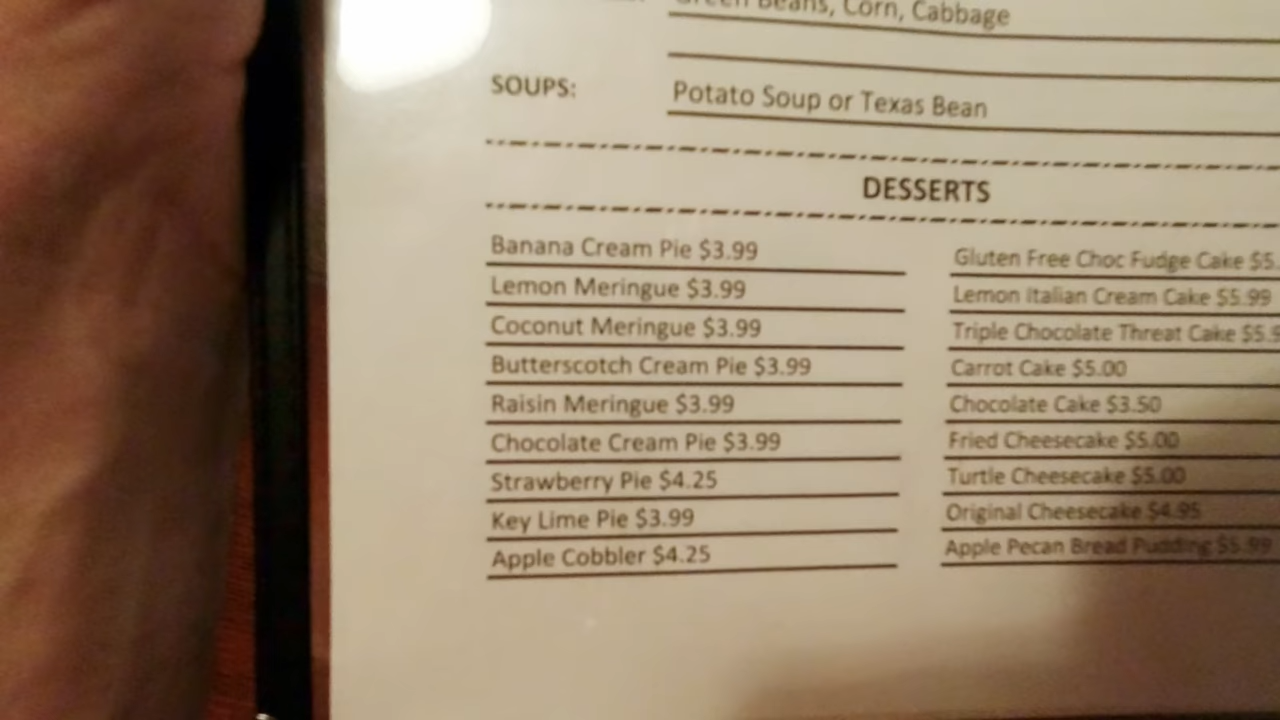 Green Beans, Corn, Cabbage
SOUPS: Potato Soup or Texas Bean
DESSERTS
Banana Cream Pie $3.99
Lemon Meringue $3.99
Coconut Meringue $3.99
Butterscotch Cream Pie $3.99
Raisin Meringue $3.99
Chocolate Cream Pie $3.99
Strawberry Pie $4.25
Key Lime Pie $3.99
Apple Cobbler $4.25
Gluten Free Choc Fudge Cake $5.
Lemon Italian Cream Cake $5.99
Triple Chocolate Threat Cake $5.9
Carrot Cake $5.00
Chocolate Cake $3.50
Fried Cheesecake $5.00
Turtle Cheesecake $5.00
Original Cheesecake $4.95
Apple Pecan Bread Pudding $5.99